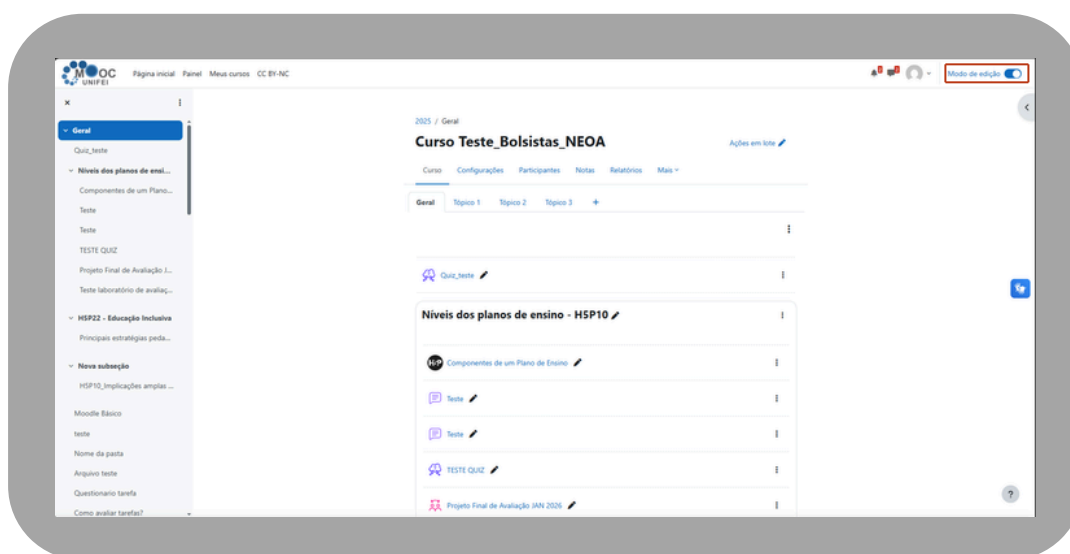 MOOC
UNIFEI
Página inicial Painel Meus cursos CC BY-NC
Modo de edição
Geral
Quiz_teste
Níveis dos planos de ensi...
Componentes de um Plano...
Teste
Teste
TESTE QUIZ
Projeto Final de Avaliação J...
Teste laboratório de avaliaç...
H5P22 - Educação Inclusiva
Principais estratégias peda...
Nova subseção
H5P10_Implicações amplas ...
Moodle Básico
teste
Nome da pasta
Arquivo teste
Questionario tarefa
Como avaliar tarefas?
2025 / Geral
Curso Teste_Bolsistas_NEOA
Ações em lote
Curso Configurações Participantes Notas Relatórios Mais
Geral Tópico 1 Tópico 2 Tópico 3 +
Quiz_teste
Níveis dos planos de ensino - H5P10
H5P Componentes de um Plano de Ensino
Teste
Teste
TESTE QUIZ
Projeto Final de Avaliação JAN 2026
?